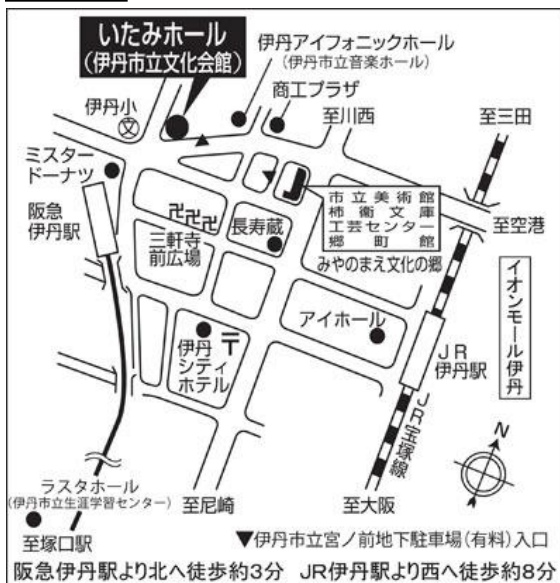 いたみホール
(伊丹市立文化会館)
伊丹アイフォニックホール
(伊丹市立音楽ホール)
商工プラザ
伊丹小
文
至川西
至三田
ミスター
ドーナツ
阪急
伊丹駅
卍卍卍
三軒寺
前広場
長寿蔵
市立美術館
柿衞文庫
工芸センター
郷町館
みやのまえ文化の郷
至空港
イオンモール伊丹
アイホール
伊丹
シティ
ホテル
〒
JR
伊丹駅
JR宝塚線
N
ラスタホール
(伊丹市立生涯学習センター)
至塚口駅
至尼崎
至大阪
▼伊丹市立宮ノ前地下駐車場(有料)入口
阪急伊丹駅より北へ徒歩約3分 JR伊丹駅より西へ徒歩約8分